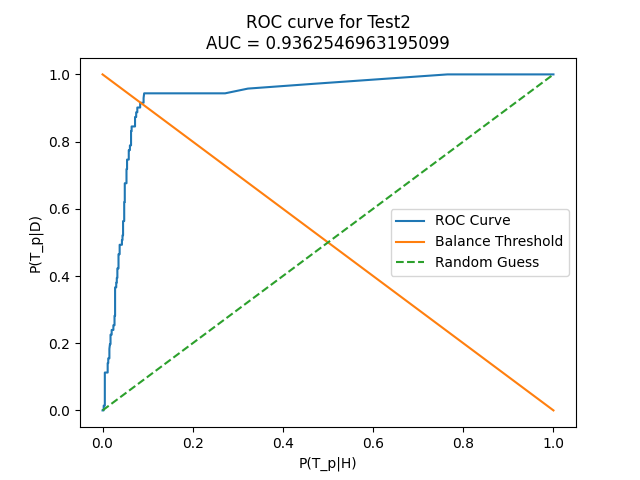 ROC curve for Test2
AUC = 0.9362546963195099
P(T_p|D)
1.0
0.8
0.6
0.4
0.2
0.0
ROC Curve
Balance Threshold
Random Guess
0.0 0.2 0.4 0.6 0.8 1.0
P(T_p|H)